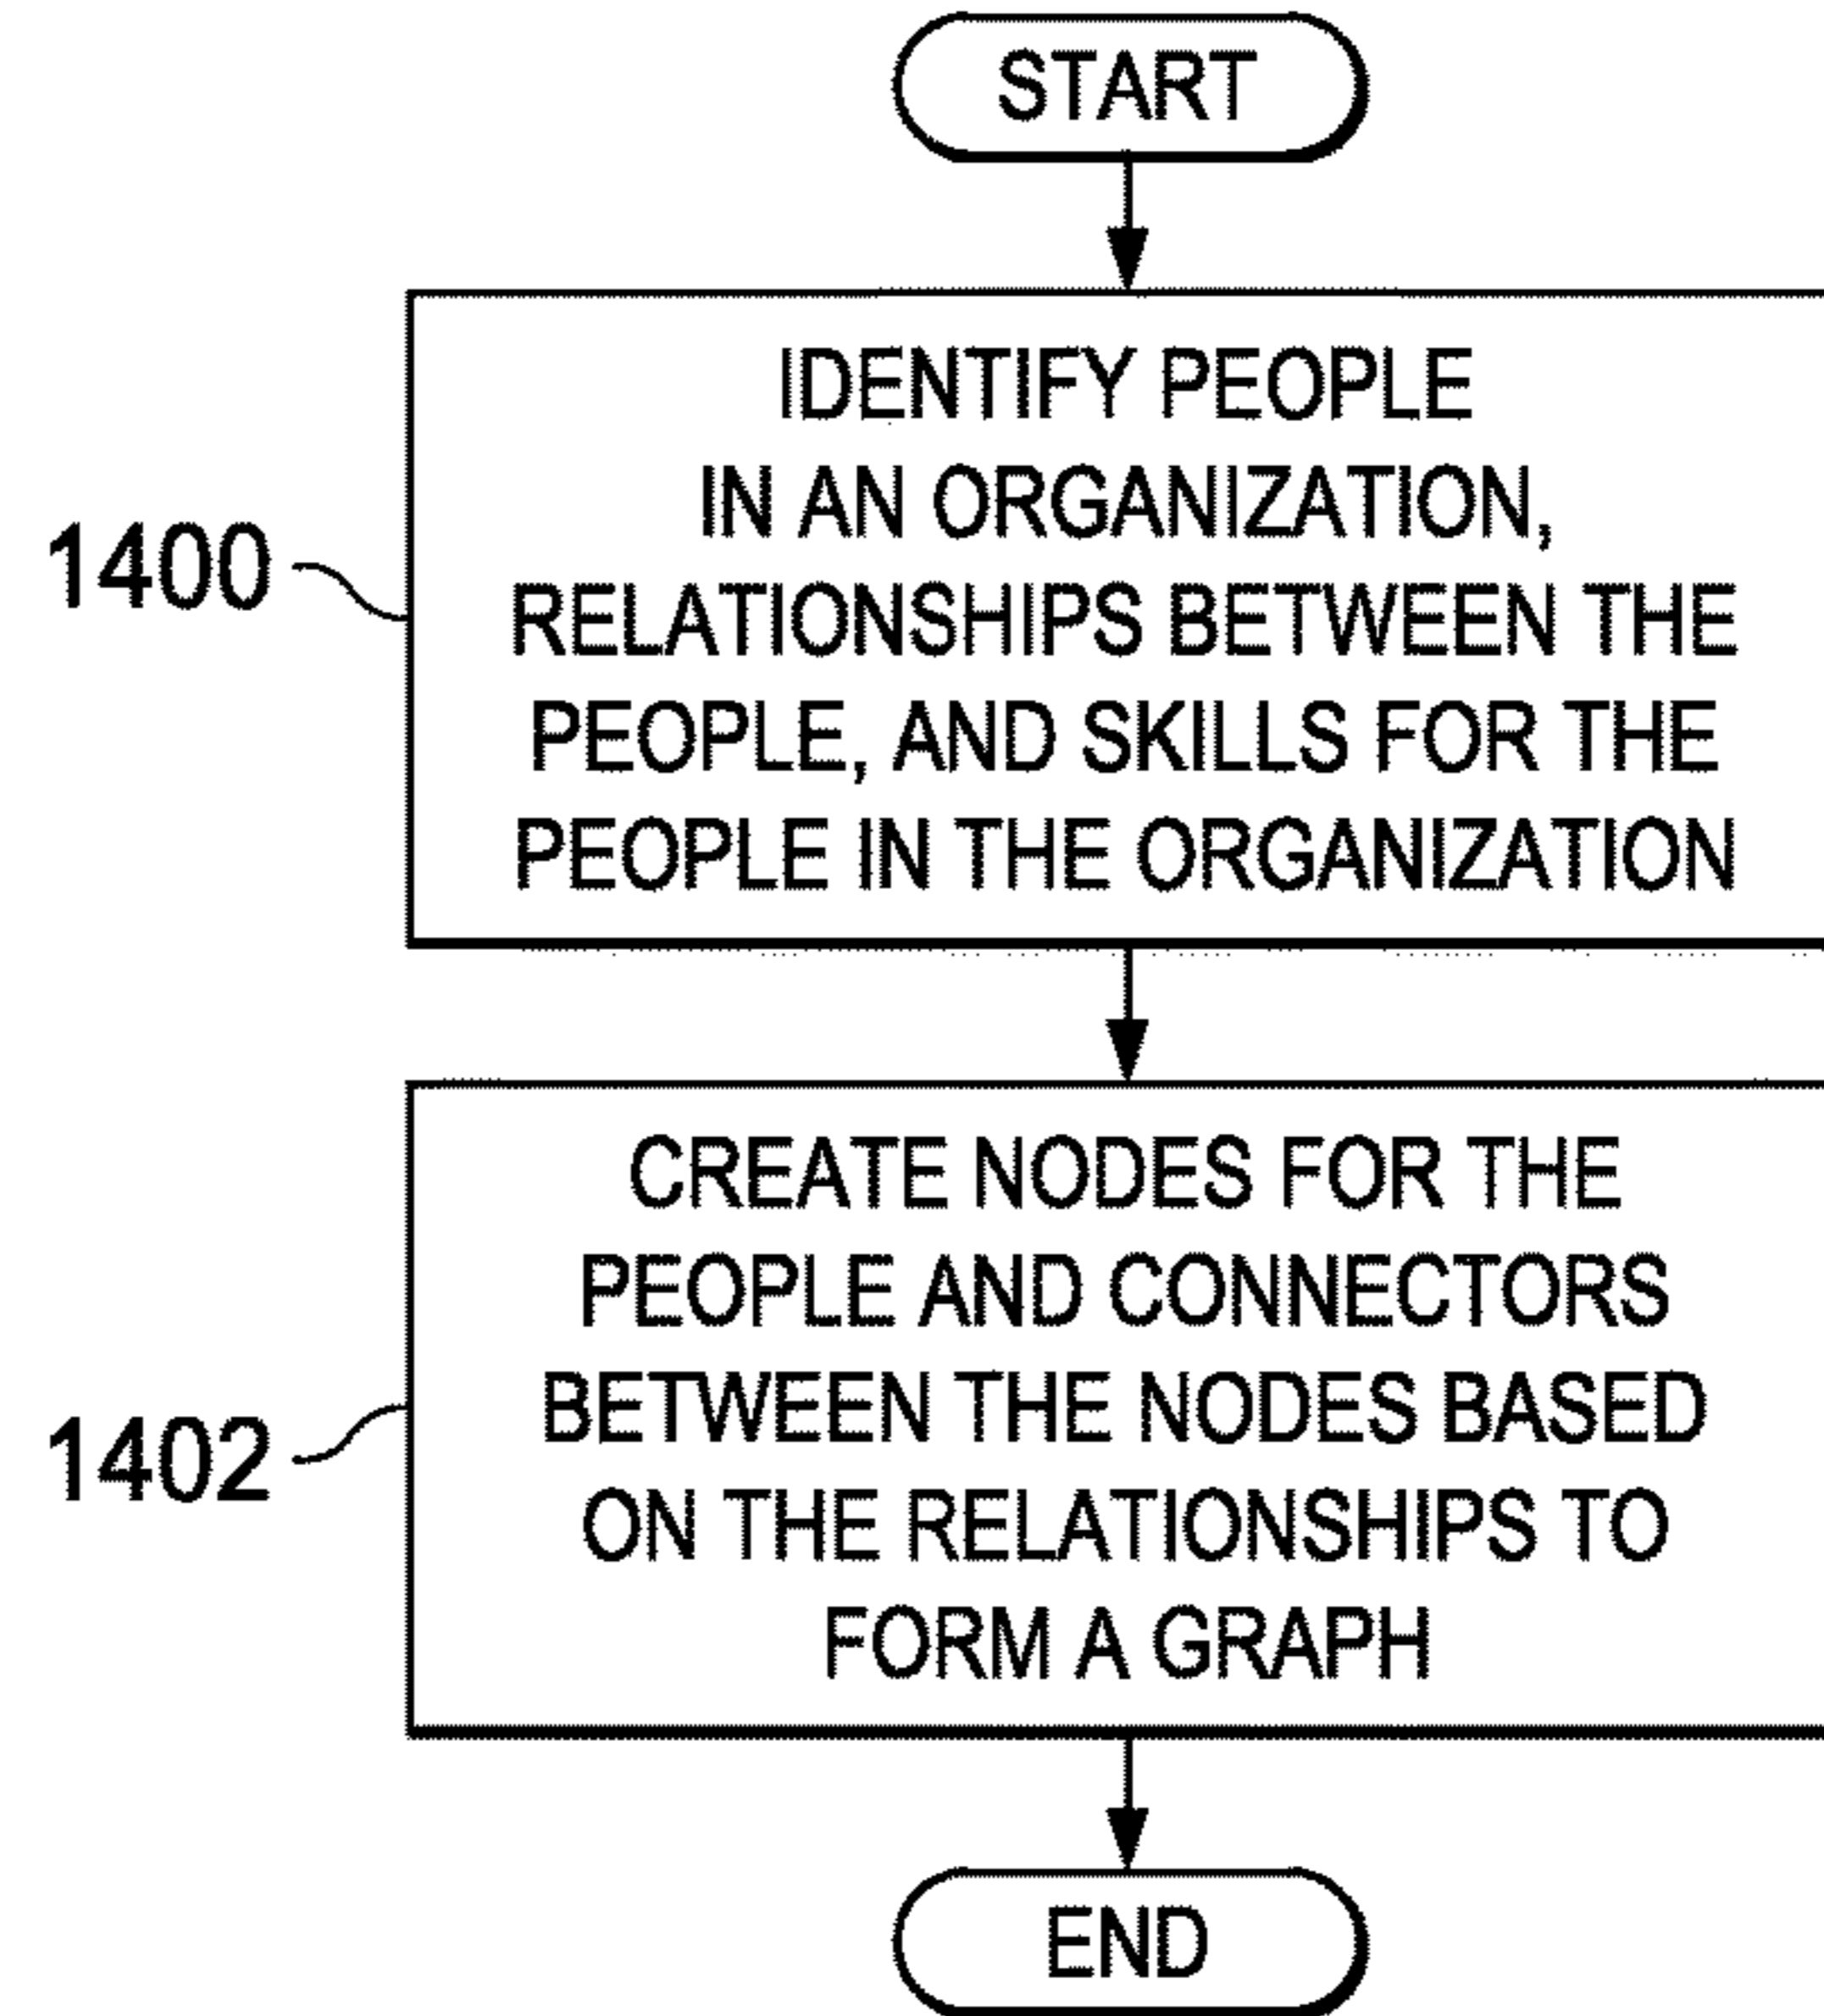 START
IDENTIFY PEOPLE
IN AN ORGANIZATION,
RELATIONSHIPS BETWEEN THE
PEOPLE, AND SKILLS FOR THE
PEOPLE IN THE ORGANIZATION
1400
CREATE NODES FOR THE
PEOPLE AND CONNECTORS
BETWEEN THE NODES BASED
ON THE RELATIONSHIPS TO
FORM A GRAPH
1402
END